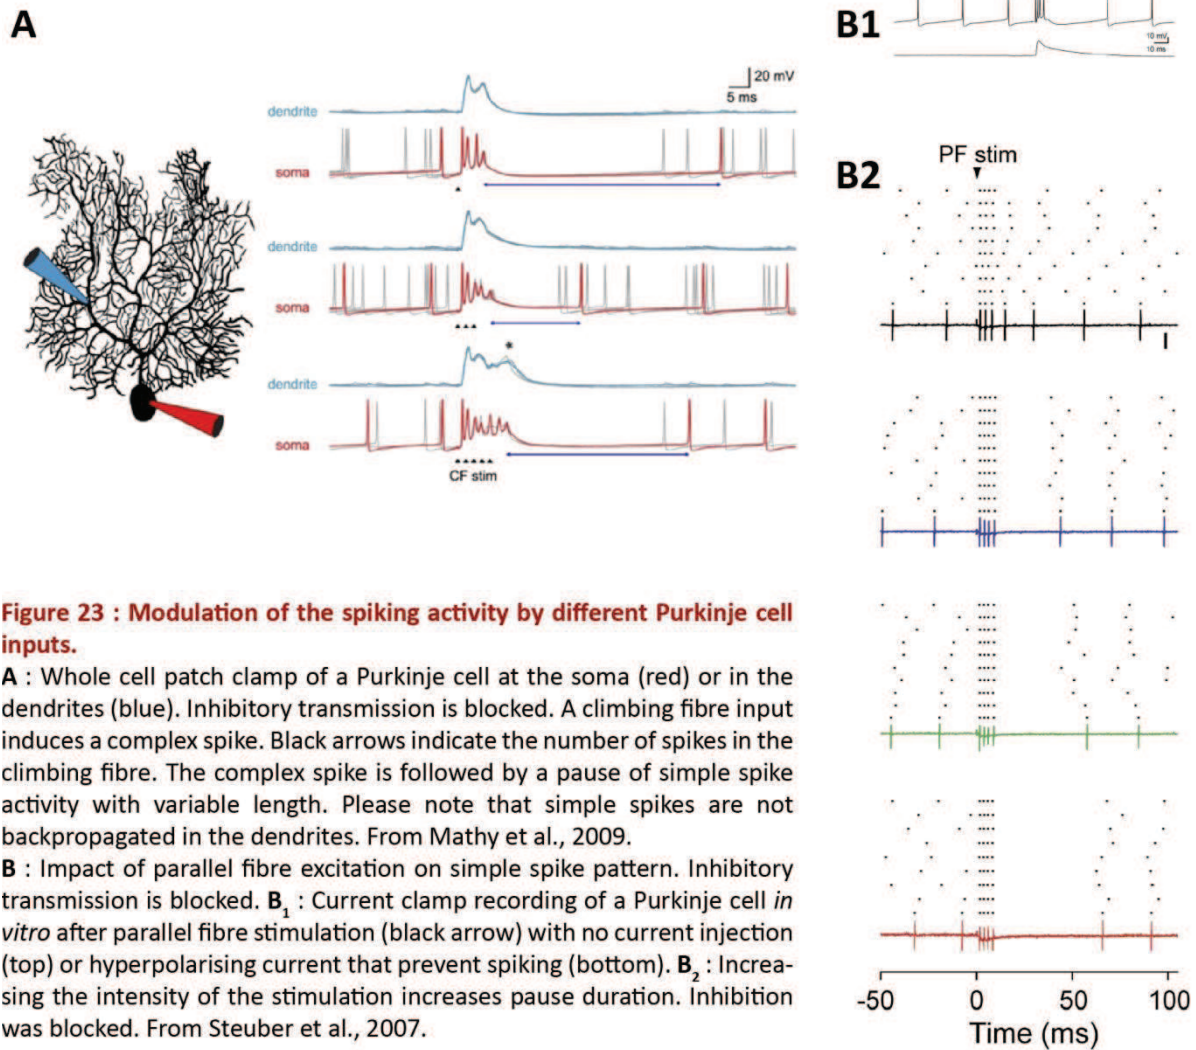 A
B1
10 mV
10 ms
20 mV
5 ms
dendrite
soma
dendrite
soma
dendrite
*
soma
CF stim
B2
PF stim
-50 0 50 100
Time (ms)
Figure 23 : Modulation of the spiking activity by different Purkinje cell
inputs.
A : Whole cell patch clamp of a Purkinje cell at the soma (red) or in the
dendrites (blue). Inhibitory transmission is blocked. A climbing fibre input
induces a complex spike. Black arrows indicate the number of spikes in the
climbing fibre. The complex spike is followed by a pause of simple spike
activity with variable length. Please note that simple spikes are not
backpropagated in the dendrites. From Mathy et al., 2009.
B : Impact of parallel fibre excitation on simple spike pattern. Inhibitory
transmission is blocked. B1 : Current clamp recording of a Purkinje cell in
vitro after parallel fibre stimulation (black arrow) with no current injection
(top) or hyperpolarising current that prevent spiking (bottom). B2 : Increa-
sing the intensity of the stimulation increases pause duration. Inhibition
was blocked. From Steuber et al., 2007.